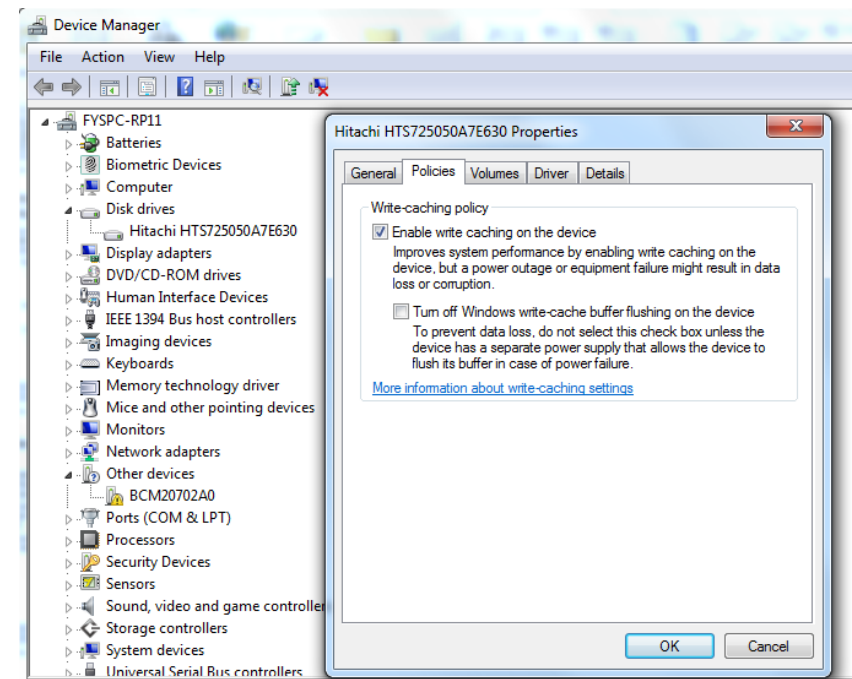 Device Manager
File Action View Help
FYSPC-RP11
Batteries
Biometric Devices
Computer
Disk drives
Hitachi HTS725050A7E630
Display adapters
DVD/CD-ROM drives
Human Interface Devices
IEEE 1394 Bus host controllers
Imaging devices
Keyboards
Memory technology driver
Mice and other pointing devices
Monitors
Network adapters
Other devices
BCM20702A0
Ports (COM & LPT)
Processors
Security Devices
Sensors
Sound, video and game controller
Storage controllers
System devices
Universal Serial Bus controllers
Hitachi HTS725050A7E630 Properties
General Policies Volumes Driver Details
Write-caching policy
Enable write caching on the device
Improves system performance by enabling write caching on the
device, but a power outage or equipment failure might result in data
loss or corruption.
Turn off Windows write-cache buffer flushing on the device
To prevent data loss, do not select this check box unless the
device has a separate power supply that allows the device to
flush its buffer in case of power failure.
More information about write-caching settings
OK Cancel